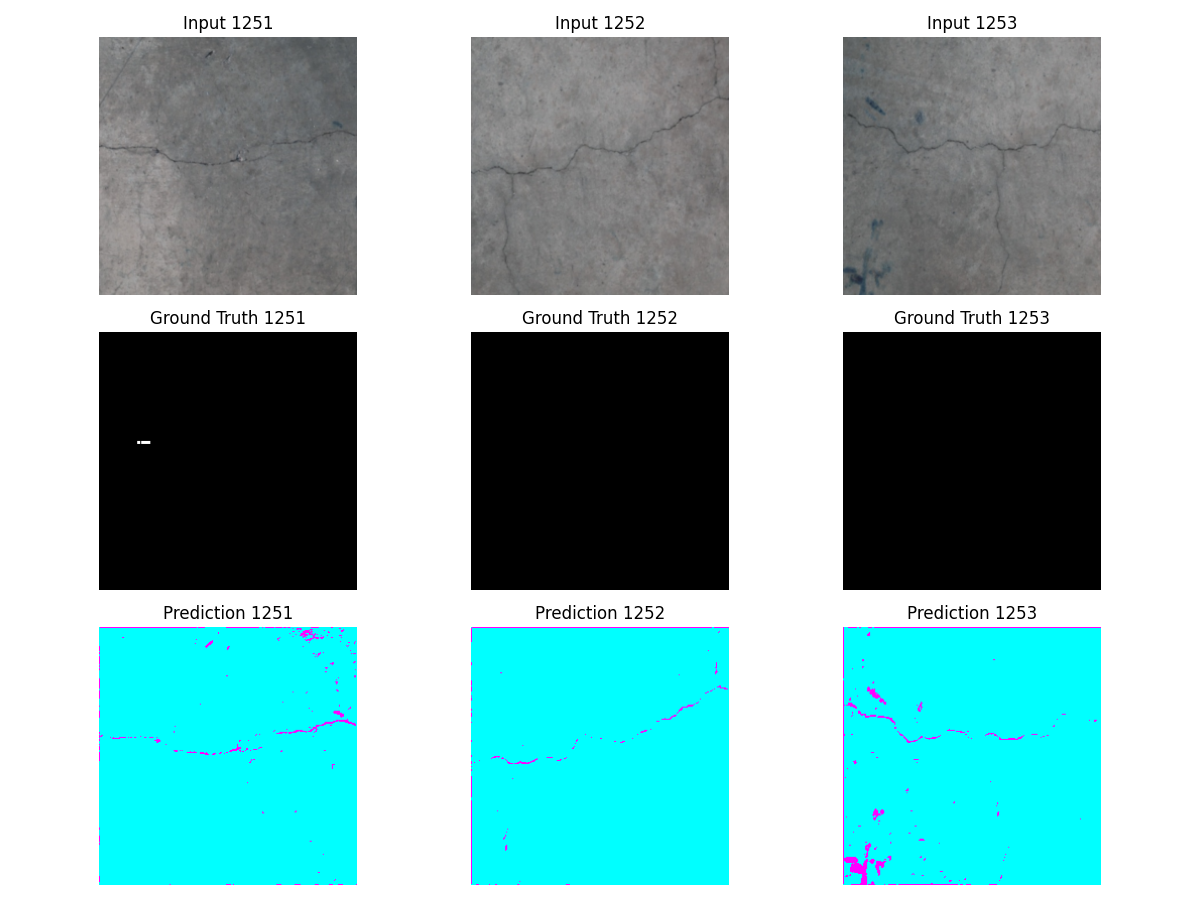 Input 1251
Input 1252
Input 1253
Ground Truth 1251
Ground Truth 1252
Ground Truth 1253
Prediction 1251
Prediction 1252
Prediction 1253